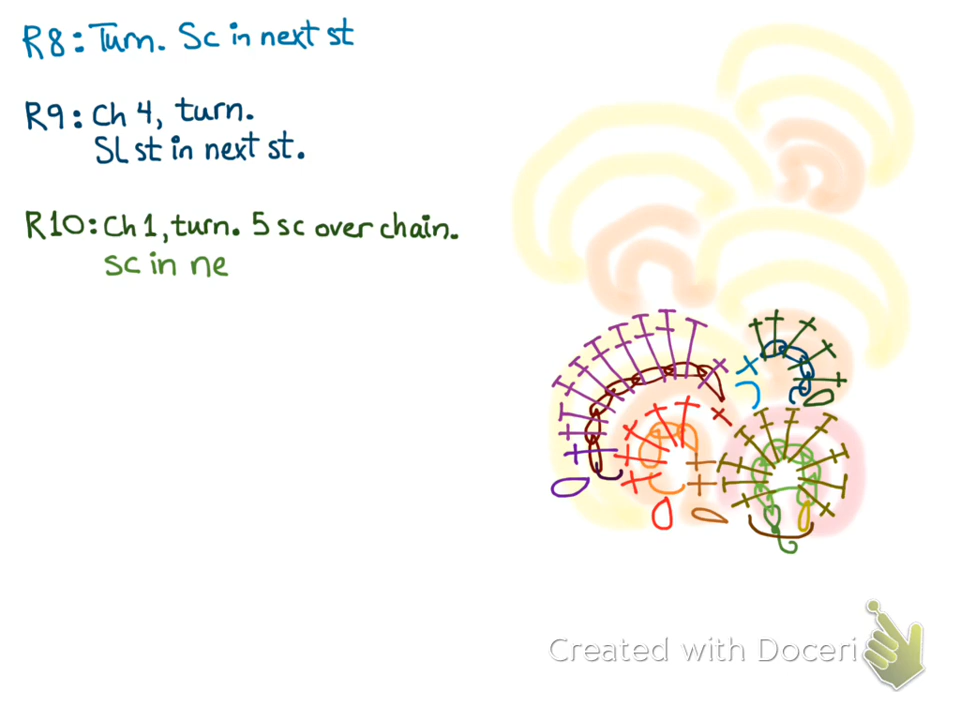 R8: Turn. Sc in next st
R9: Ch 4, turn.
SL st in next st.
R10: Ch 1, turn. 5 sc over chain.
sc in ne
Created with Doceri